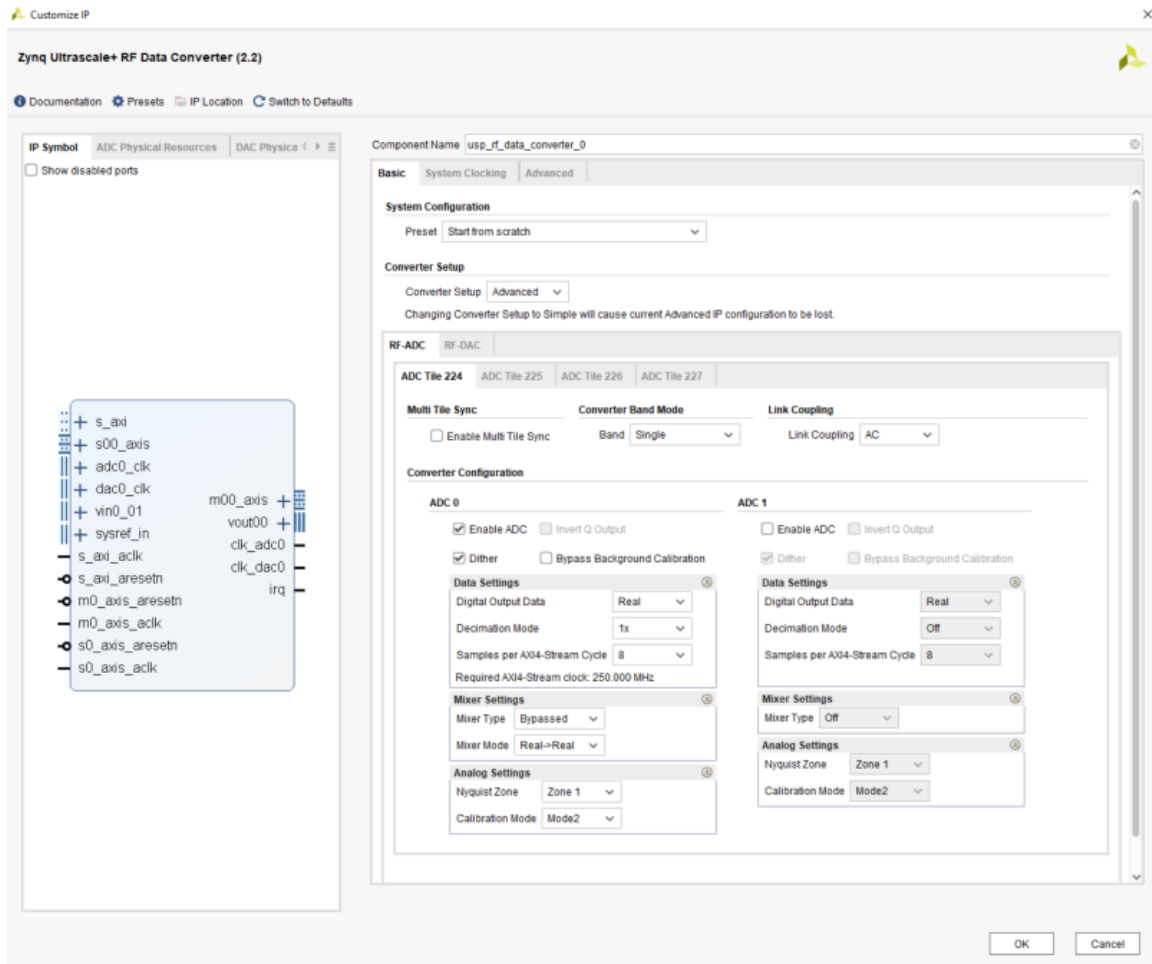 Customize IP
Zynq Ultrascale+ RF Data Converter (2.2)
Documentation Presets IP Location Switch to Defaults
IP Symbol ADC Physical Resources DAC Physica
Show disabled ports
s_axi
s00_axis
adc0_clk
dac0_clk
vin0_01
sysref_in
s_axi_aclk
s_axi_aresetn
m0_axis_aresetn
m0_axis_aclk
s0_axis_aresetn
s0_axis_aclk
m00_axis
vout00
clk_adc0
clk_dac0
irq
Component Name usp_rf_data_converter_0
Basic System Clocking Advanced
System Configuration
Preset Start from scratch
Converter Setup
Converter Setup Advanced
Changing Converter Setup to Simple will cause current Advanced IP configuration to be lost.
RF-ADC RF-DAC
ADC Tile 224 ADC Tile 225 ADC Tile 226 ADC Tile 227
Multi Tile Sync Converter Band Mode Link Coupling
Enable Multi Tile Sync Band Single Link Coupling AC
Converter Configuration
ADC 0
Enable ADC Invert Q Output
Dither Bypass Background Calibration
Data Settings
Digital Output Data Real
Decimation Mode 1x
Samples per AXI4-Stream Cycle 8
Required AXI4-Stream clock: 250.000 MHz
Mixer Settings
Mixer Type Bypassed
Mixer Mode Real->Real
Analog Settings
Nyquist Zone Zone 1
Calibration Mode Mode2
ADC 1
Enable ADC Invert Q Output
Dither Bypass Background Calibration
Data Settings
Digital Output Data Real
Decimation Mode Off
Samples per AXI4-Stream Cycle 8
Mixer Settings
Mixer Type Off
Analog Settings
Nyquist Zone Zone 1
Calibration Mode Mode2
OK Cancel